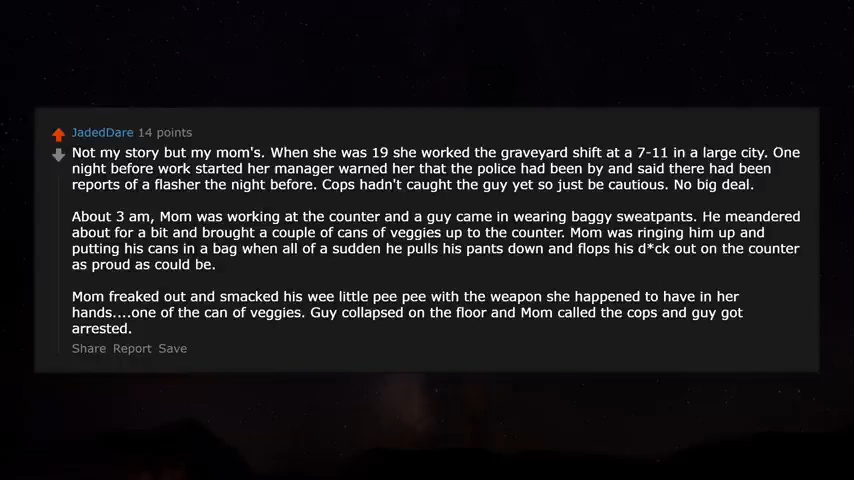 JadedDare 14 points
Not my story but my mom's. When she was 19 she worked the graveyard shift at a 7-11 in a large city. One
night before work started her manager warned her that the police had been by and said there had been
reports of a flasher the night before. Cops hadn't caught the guy yet so just be cautious. No big deal.
About 3 am, Mom was working at the counter and a guy came in wearing baggy sweatpants. He meandered
about for a bit and brought a couple of cans of veggies up to the counter. Mom was ringing him up and
putting his cans in a bag when all of a sudden he pulls his pants down and flops his d*ck out on the counter
as proud as could be.
Mom freaked out and smacked his wee little pee pee with the weapon she happened to have in her
hands....one of the can of veggies. Guy collapsed on the floor and Mom called the cops and guy got
arrested.
Share Report Save